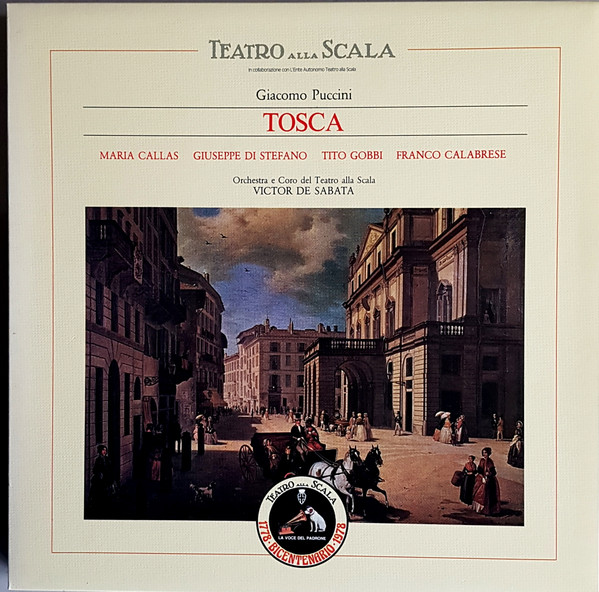 TEATRO ALLA SCALA
in collaborazione con L'Ente Autonomo Teatro alla Scala
Giacomo Puccini
TOSCA
MARIA CALLAS GIUSEPPE DI STEFANO TITO GOBBI FRANCO CALABRESE
Orchestra e Coro del Teatro alla Scala
VICTOR DE SABATA
TEATRO ALLA SCALA
LA VOCE DEL PADRONE
1778·BICENTENARIO·1978